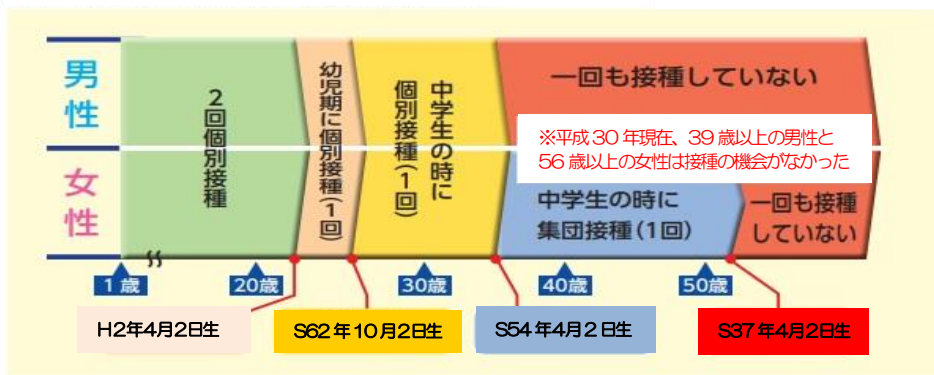 男性
女性
2回個別接種
幼児期に個別接種(1回)
中学生の時に
個別接種(1回)
一回も接種していない
※平成30年現在、39歳以上の男性と
56歳以上の女性は接種の機会がなかった
中学生の時に
集団接種(1回)
一回も接種
していない
1歳
20歳
30歳
40歳
50歳
H2年4月2日生
S62年10月2日生
S54年4月2日生
S37年4月2日生